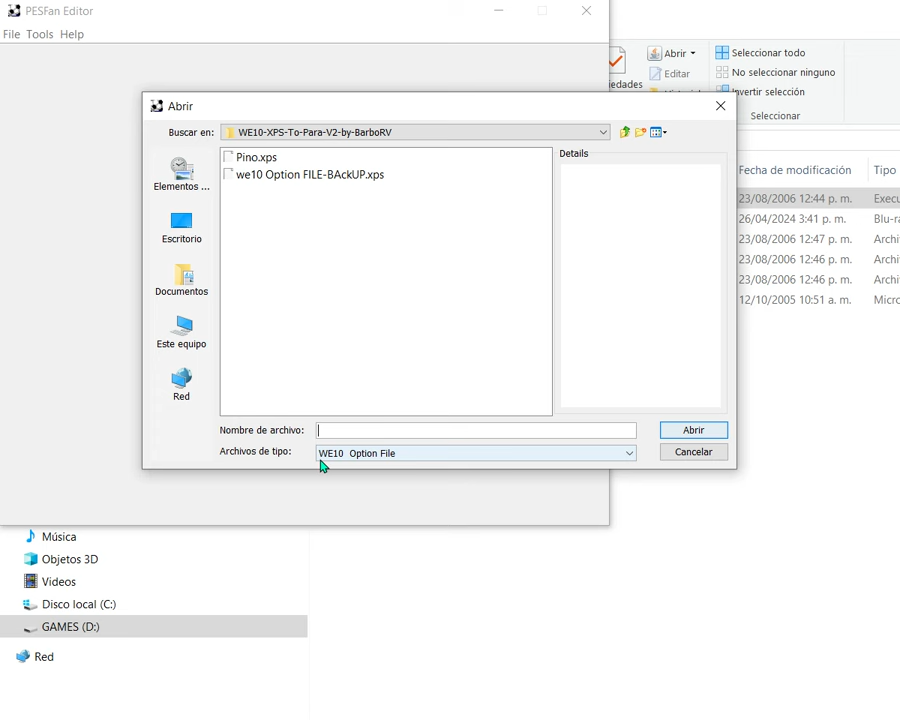 PESFan Editor
File Tools Help
Abrir
Editar
Seleccionar todo
No seleccionar ninguno
Invertir selección
Seleccionar
Abrir
Buscar en: WE10-XPS-To-Para-V2-by-BarboRV
Elementos ...
Escritorio
Documentos
Este equipo
Red
Pino.xps
we10 Option FILE-BAckUP.xps
Details
Nombre de archivo:
Abrir
Archivos de tipo: WE10 Option File
Cancelar
Fecha de modificación Tipo
23/08/2006 12:44 p. m. Execu
26/04/2024 3:41 p. m. Blu-ra
23/08/2006 12:47 p. m. Archi
23/08/2006 12:46 p. m. Archi
23/08/2006 12:46 p. m. Archi
12/10/2005 10:51 a. m. Micro
Música
Objetos 3D
Videos
Disco local (C:)
GAMES (D:)
Red